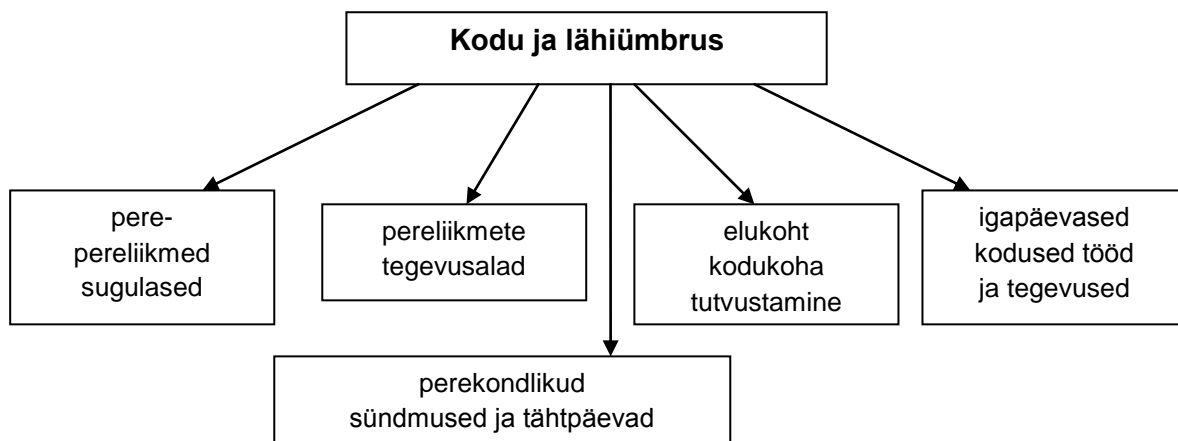 Kodu ja lähiümbrus
pere-
pereliikmed
sugulased
pereliikmete
tegevusalad
elukoht
kodukoha
tutvustamine
igapäevased
kodused tööd
ja tegevused
perekondlikud
sündmused ja tähtpäevad